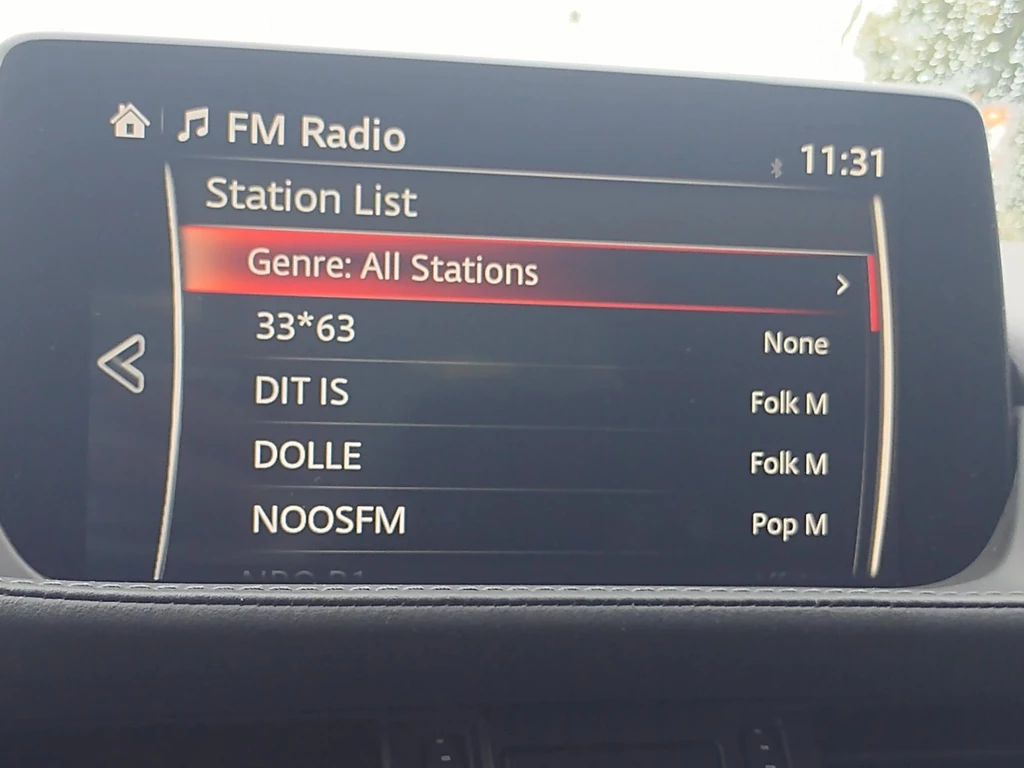 FM Radio
11:31
Station List
Genre: All Stations
33*63 None
DIT IS Folk M
DOLLE Folk M
NOOSFM Pop M